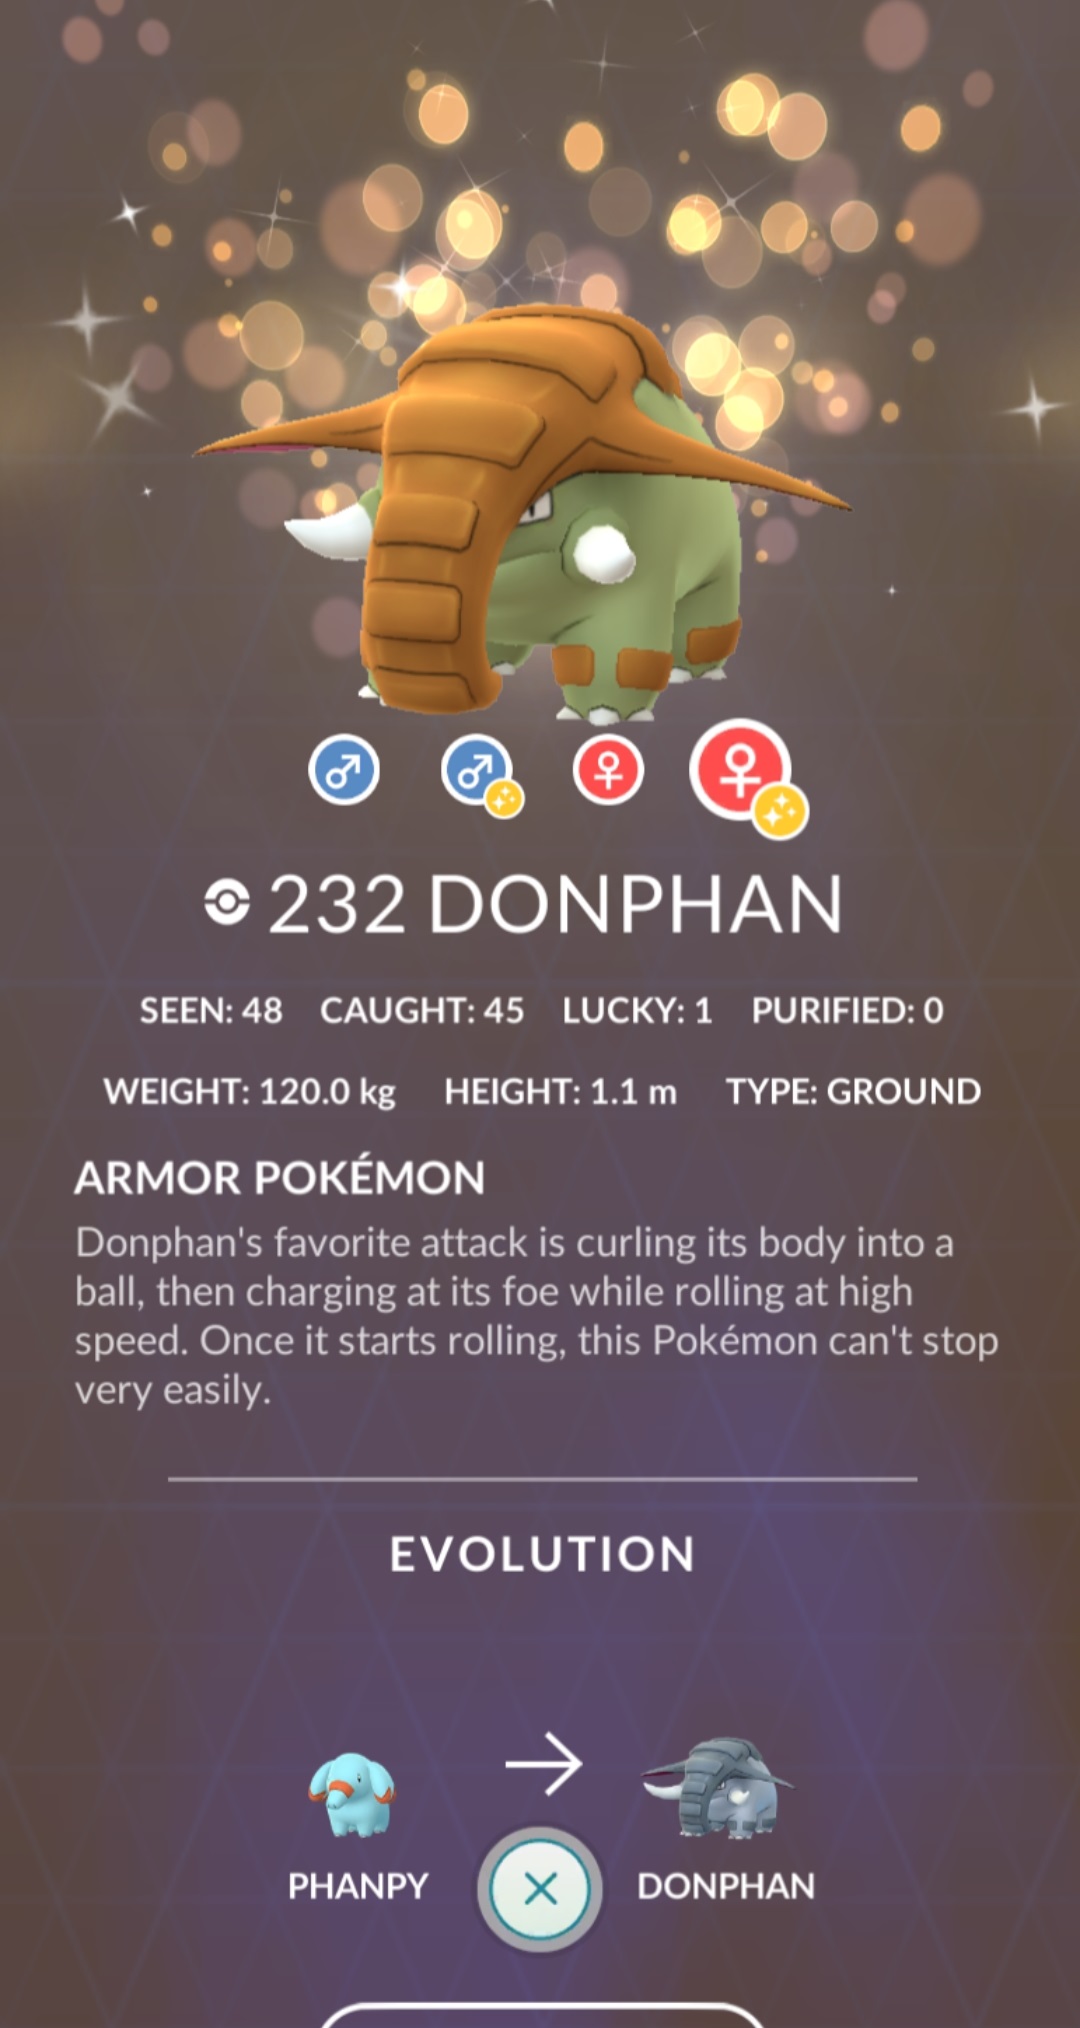 232 DONPHAN
SEEN: 48 CAUGHT: 45 LUCKY: 1 PURIFIED: 0
WEIGHT: 120.0 kg HEIGHT: 1.1 m TYPE: GROUND
ARMOR POKÉMON
Donphan's favorite attack is curling its body into a
ball, then charging at its foe while rolling at high
speed. Once it starts rolling, this Pokémon can't stop
very easily.
EVOLUTION
PHANPY DONPHAN